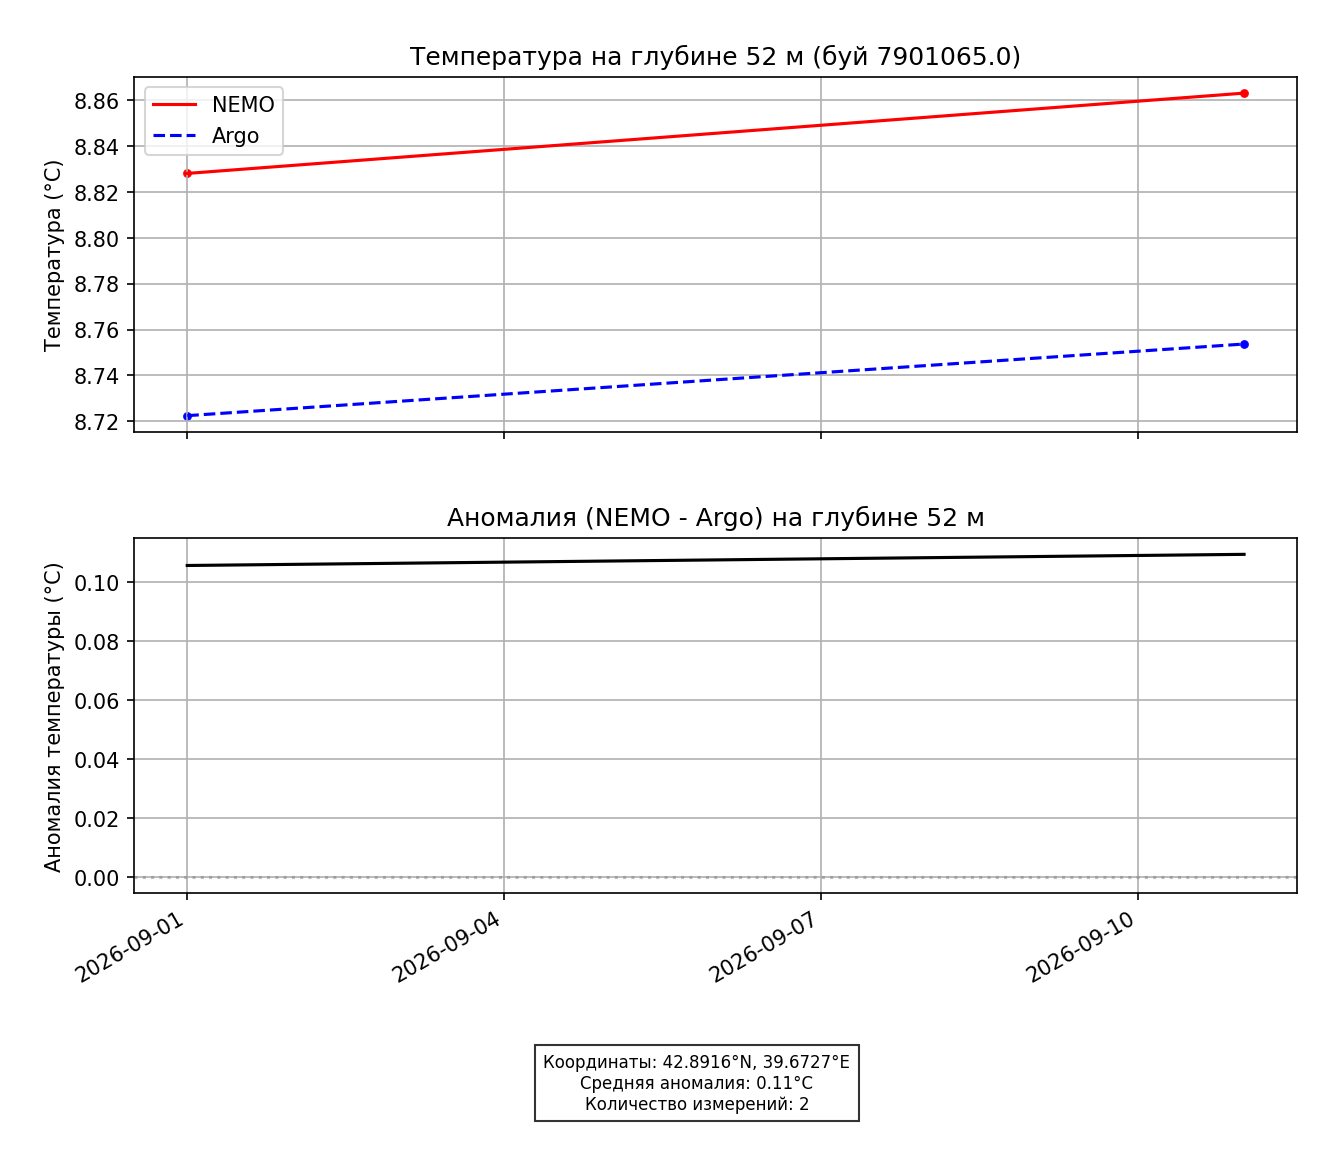 Температура на глубине 52 м (буй 7901065.0)
NEMO
Argo
Температура (°C)
8.86
8.84
8.82
8.80
8.78
8.76
8.74
8.72
Аномалия (NEMO - Argo) на глубине 52 м
Аномалия температуры (°C)
0.10
0.08
0.06
0.04
0.02
0.00
2026-09-01
2026-09-04
2026-09-07
2026-09-10
Координаты: 42.8916°N, 39.6727°E
Средняя аномалия: 0.11°C
Количество измерений: 2